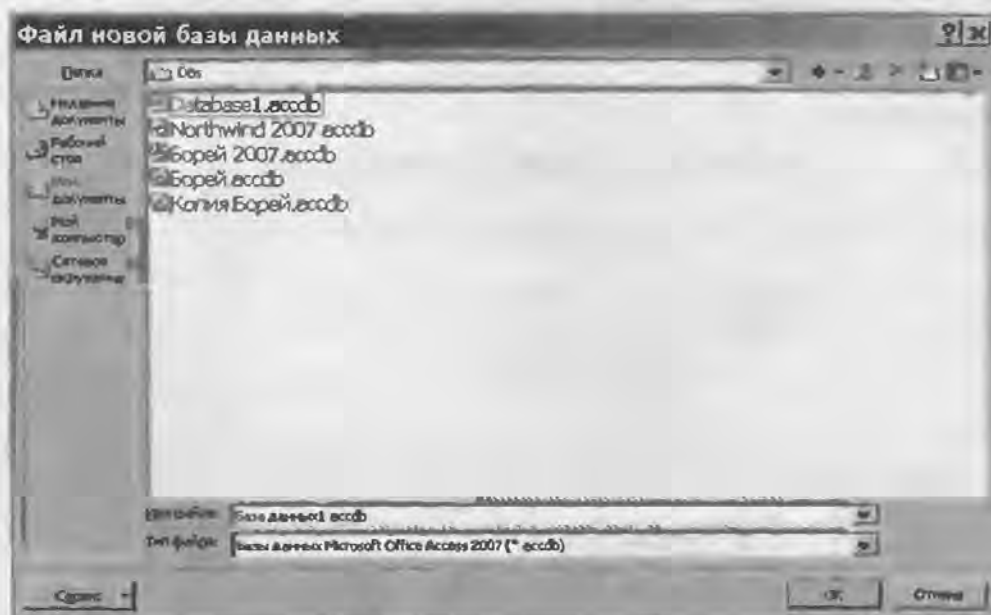 Файл новой базы данных
Папка
Dbs
Недавние документы
Рабочий стол
Мои документы
Мой компьютер
Сетевое окружение
Database1.accdb
Northwind 2007.accdb
Борей 2007.accdb
Борей.accdb
Копия Борей.accdb
Имя файла:
База данных1.accdb
Тип файла:
Базы данных Microsoft Office Access 2007 (*.accdb)
Сервис
ОК
Отмена